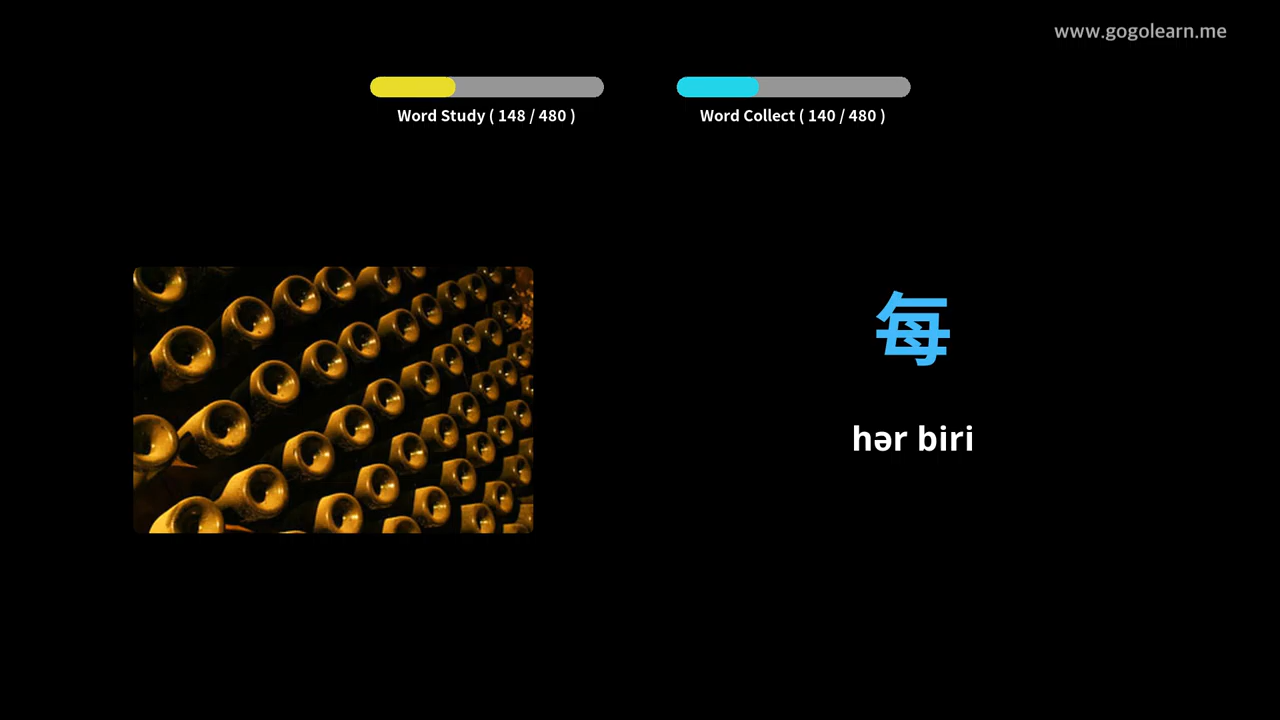 www.gogolearn.me
Word Study ( 148 / 480 )
Word Collect ( 140 / 480 )
每
hər biri